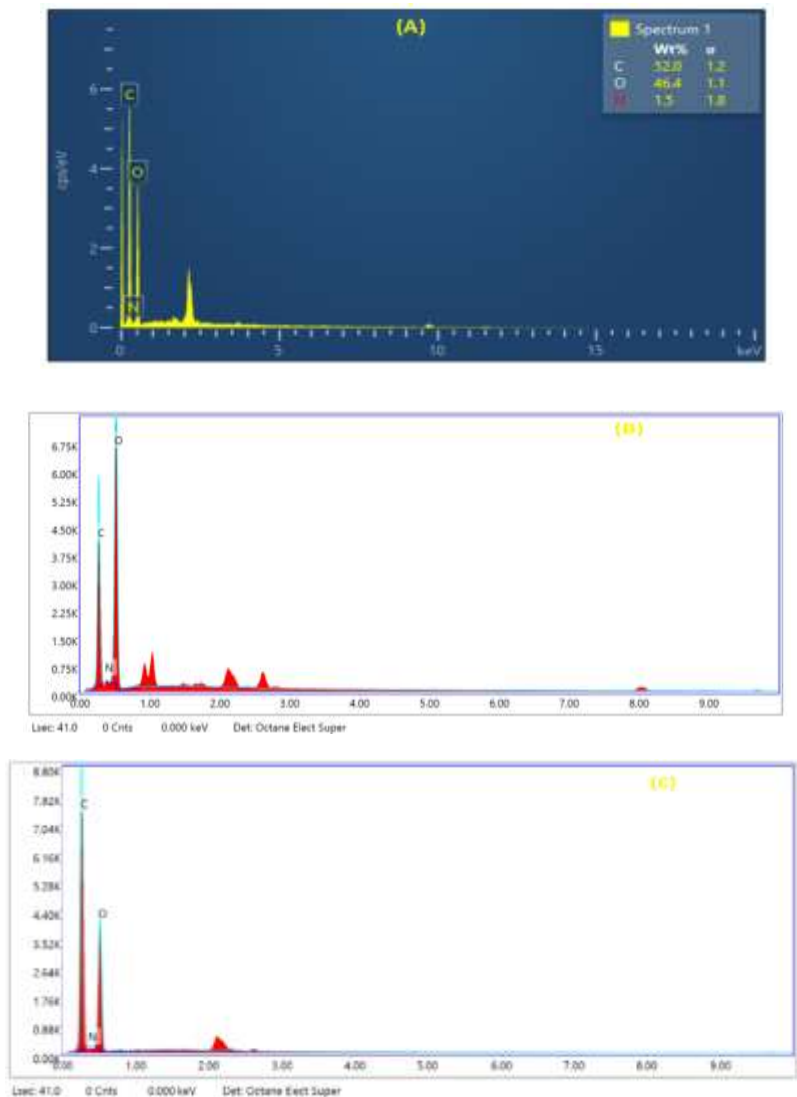 (A)
Spectrum 1
Wt% σ
C 52.0 1.2
O 46.4 1.1
N 1.5 1.8
cps/eV
6
4
2
0
C
O
N
0 5 10 15 keV
(B)
6.75K
6.00K
5.25K
4.50K
3.75K
3.00K
2.25K
1.50K
0.75K
0.00K
O
C
N
0.00 1.00 2.00 3.00 4.00 5.00 6.00 7.00 8.00 9.00
Lsec: 41.0 0 Cnts 0.000 keV Det: Octane Elect Super
(C)
8.80K
7.82K
7.04K
6.16K
5.28K
4.40K
3.52K
2.64K
1.76K
0.88K
0.00K
C
O
N
0.00 1.00 2.00 3.00 4.00 5.00 6.00 7.00 8.00 9.00
Lsec: 41.0 0 Cnts 0.000 keV Det: Octane Elect Super